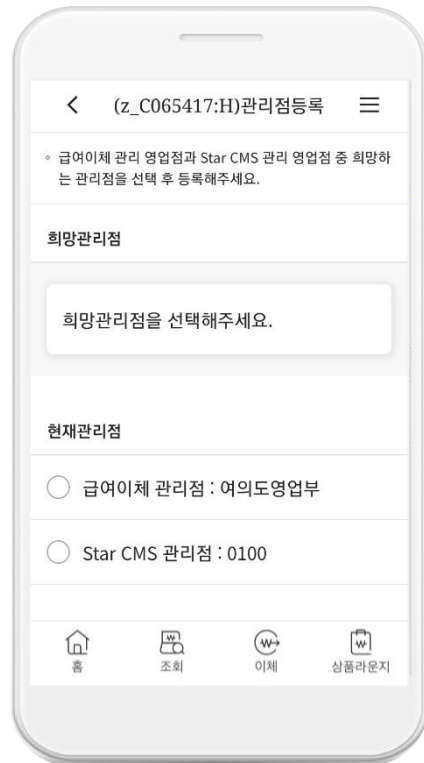 (z_C065417:H)관리점등록
◦ 급여이체 관리 영업점과 Star CMS 관리 영업점 중 희망하
는 관리점을 선택 후 등록해주세요.
희망관리점
희망관리점을 선택해주세요.
현재관리점
급여이체 관리점 : 여의도영업부
Star CMS 관리점 : 0100
홈 조회 이체 상품라운지